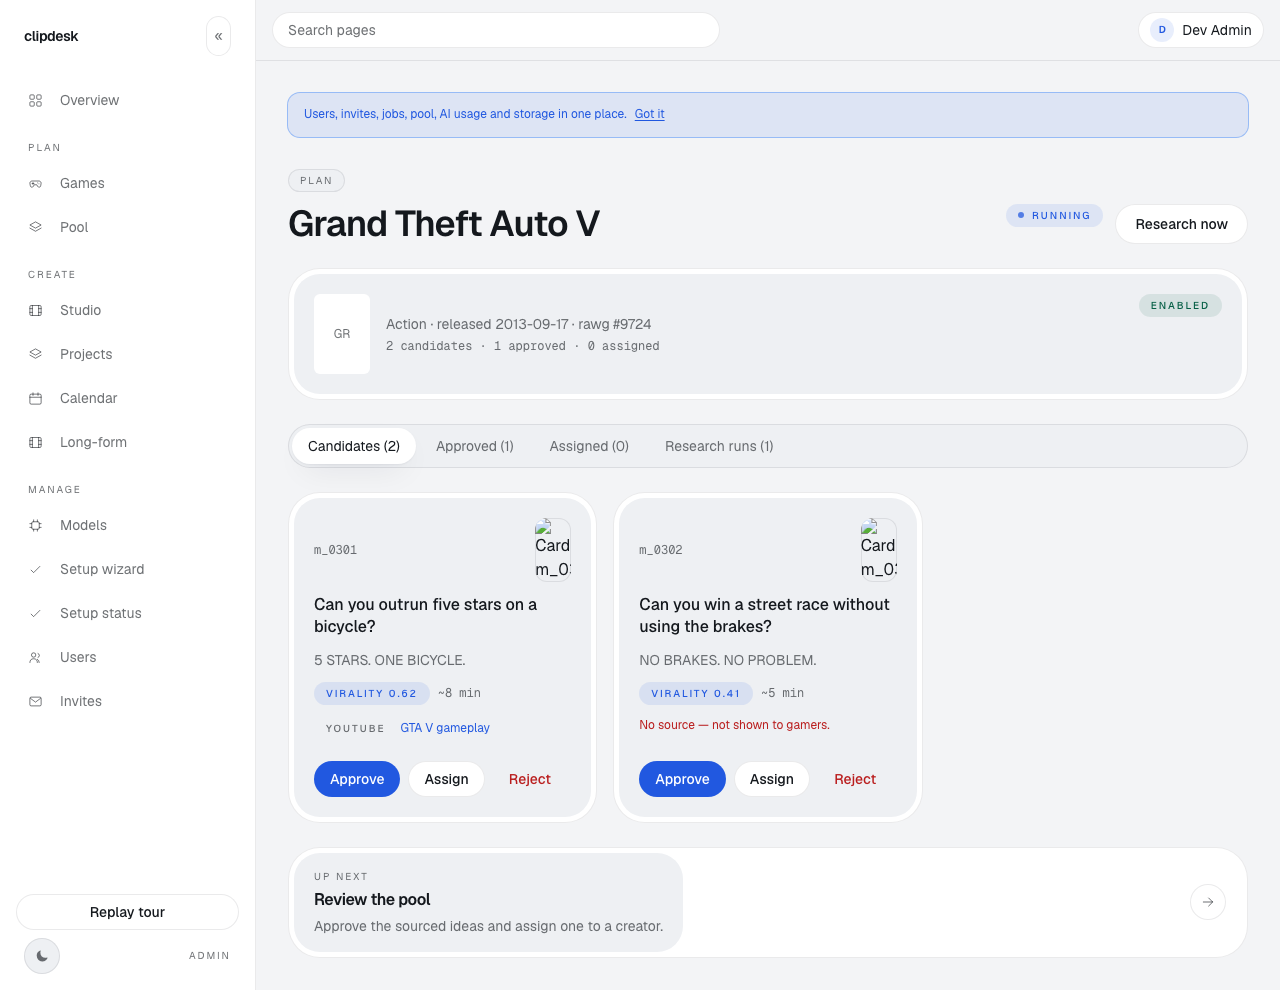 clipdesk
«
Search pages
D Dev Admin
Overview
PLAN
Games
Pool
CREATE
Studio
Projects
Calendar
Long-form
MANAGE
Models
Setup wizard
Setup status
Users
Invites
Replay tour
ADMIN
Users, invites, jobs, pool, AI usage and storage in one place. Got it
PLAN
Grand Theft Auto V
RUNNING
Research now
GR
Action · released 2013-09-17 · rawg #9724
2 candidates · 1 approved · 0 assigned
ENABLED
Candidates (2) Approved (1) Assigned (0) Research runs (1)
m_0301
Card
Can you outrun five stars on a
bicycle?
5 STARS. ONE BICYCLE.
VIRALITY 0.62 ~8 min
YOUTUBE GTA V gameplay
Approve Assign Reject
m_0302
Card
Can you win a street race without
using the brakes?
NO BRAKES. NO PROBLEM.
VIRALITY 0.41 ~5 min
No source — not shown to gamers.
Approve Assign Reject
UP NEXT
Review the pool
Approve the sourced ideas and assign one to a creator.